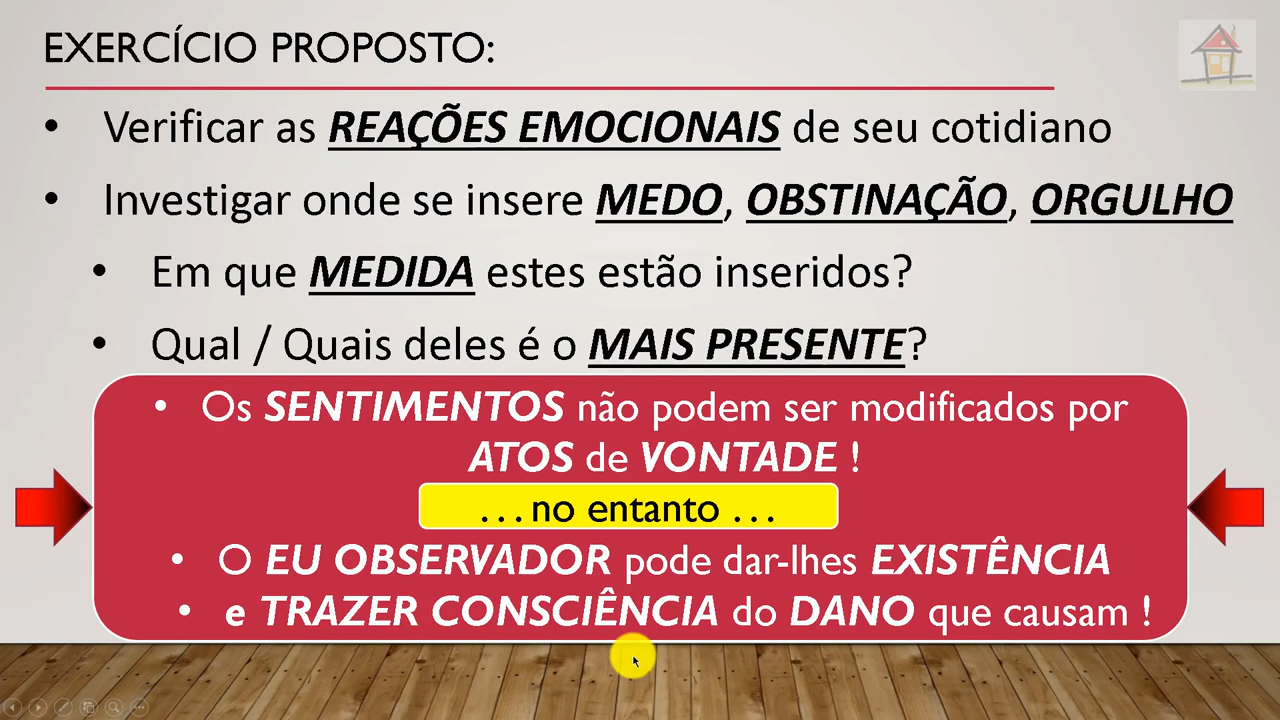 EXERCÍCIO PROPOSTO:
• Verificar as REAÇÕES EMOCIONAIS de seu cotidiano
• Investigar onde se insere MEDO, OBSTINAÇÃO, ORGULHO
• Em que MEDIDA estes estão inseridos?
• Qual / Quais deles é o MAIS PRESENTE?
• Os SENTIMENTOS não podem ser modificados por
ATOS de VONTADE !
...no entanto ...
• O EU OBSERVADOR pode dar-lhes EXISTÊNCIA
• e TRAZER CONSCIÊNCIA do DANO que causam !